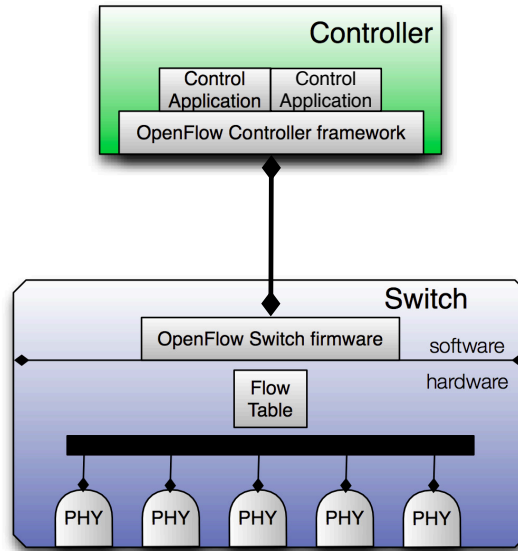 Controller
Control
Application
Control
Application
OpenFlow Controller framework
Switch
OpenFlow Switch firmware
software
hardware
Flow
Table
PHY
PHY
PHY
PHY
PHY